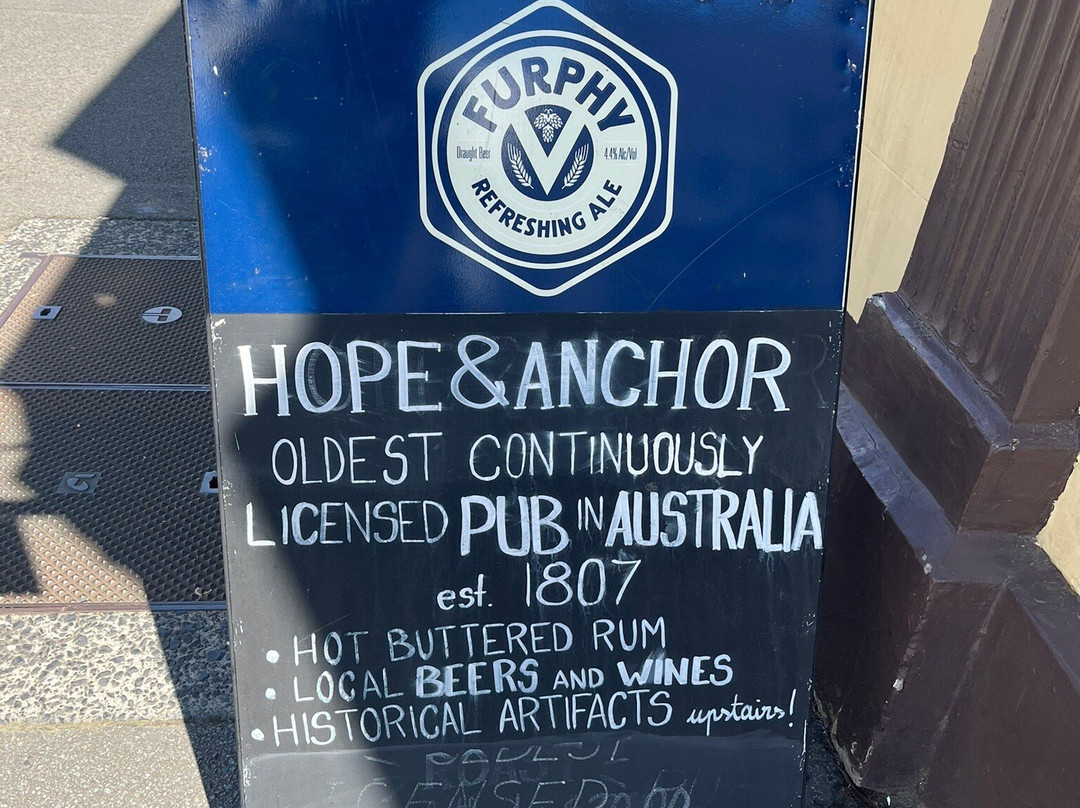 FURPHY
Draught Beer
4.4% Alc/Vol
REFRESHING ALE
HOPE & ANCHOR
OLDEST CONTINUOUSLY
LICENSED PUB IN AUSTRALIA
est. 1807
• HOT BUTTERED RUM
• LOCAL BEERS AND WINES
• HISTORICAL ARTIFACTS upstairs!